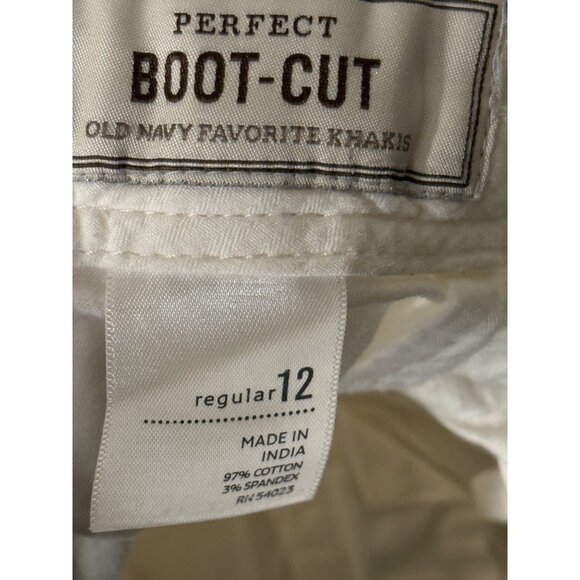 PERFECT
BOOT-CUT
OLD NAVY FAVORITE KHAKIS
regular 12
MADE IN
INDIA
97% COTTON
3% SPANDEX
RN 54023